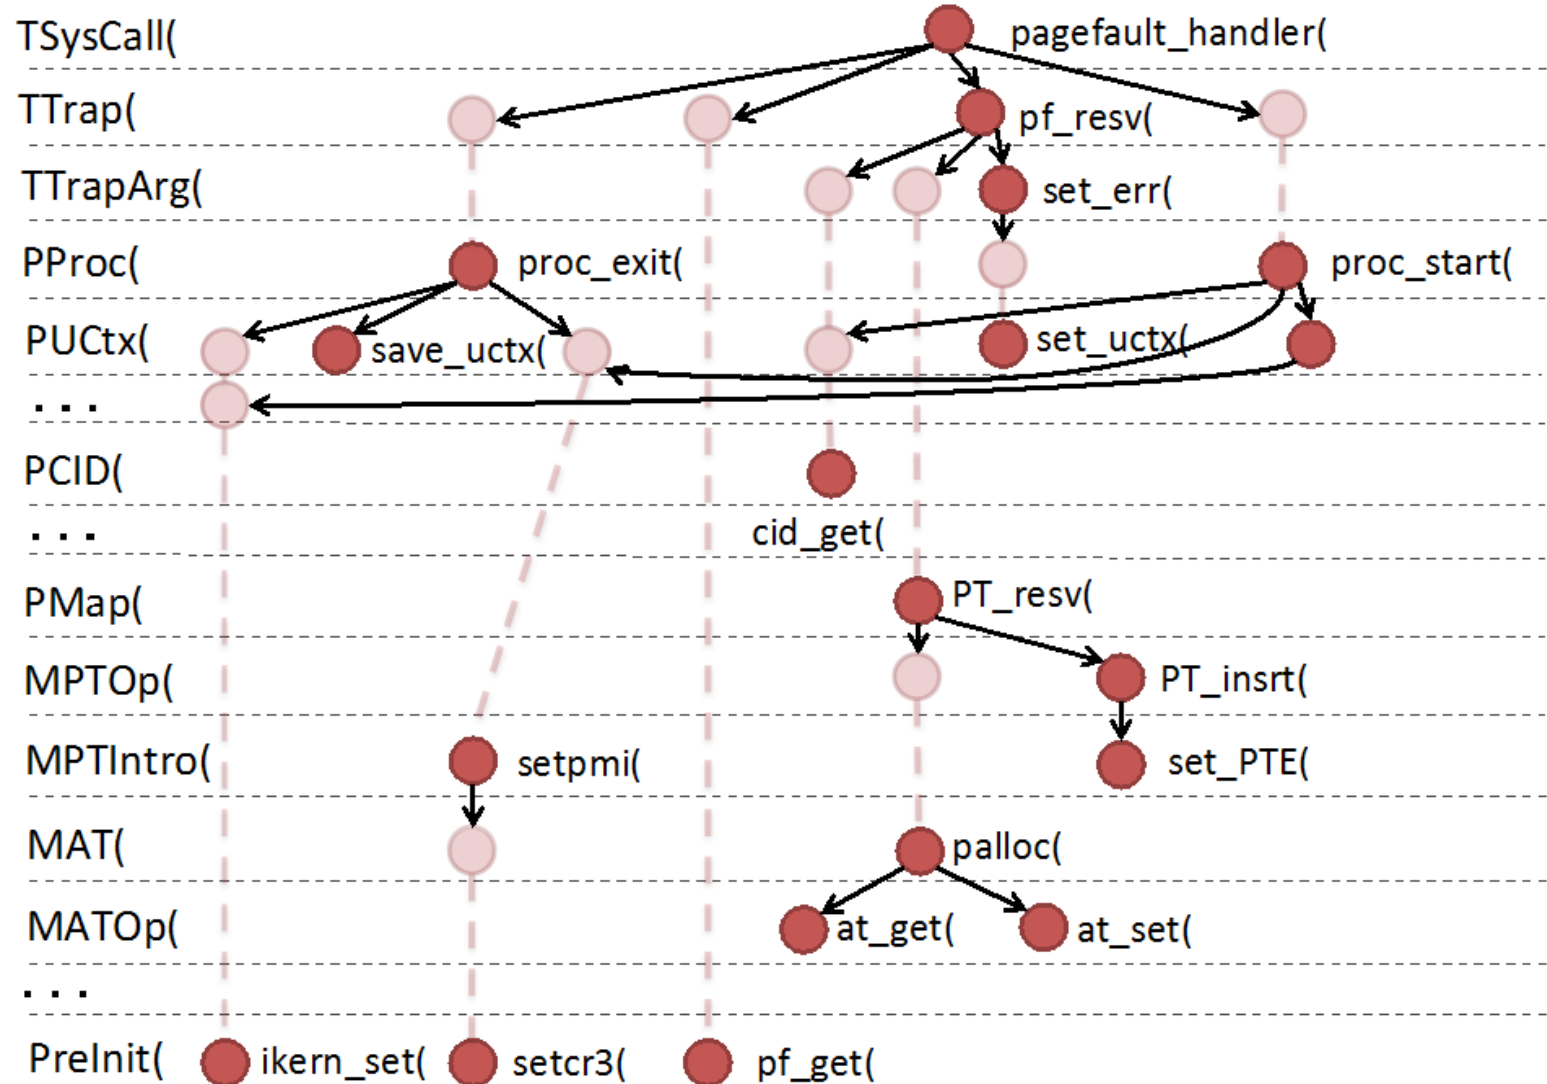 TSysCall( pagefault_handler(
TTrap( pf_resv(
TTrapArg( set_err(
PProc( proc_exit( proc_start(
PUCtx( save_uctx( set_uctx(
...
PCID(
... cid_get(
PMap( PT_resv(
MPTOp( PT_insrt(
MPTIntro( setpmi( set_PTE(
MAT( palloc(
MATOp( at_get( at_set(
...
PreInit( ikern_set( setcr3( pf_get(